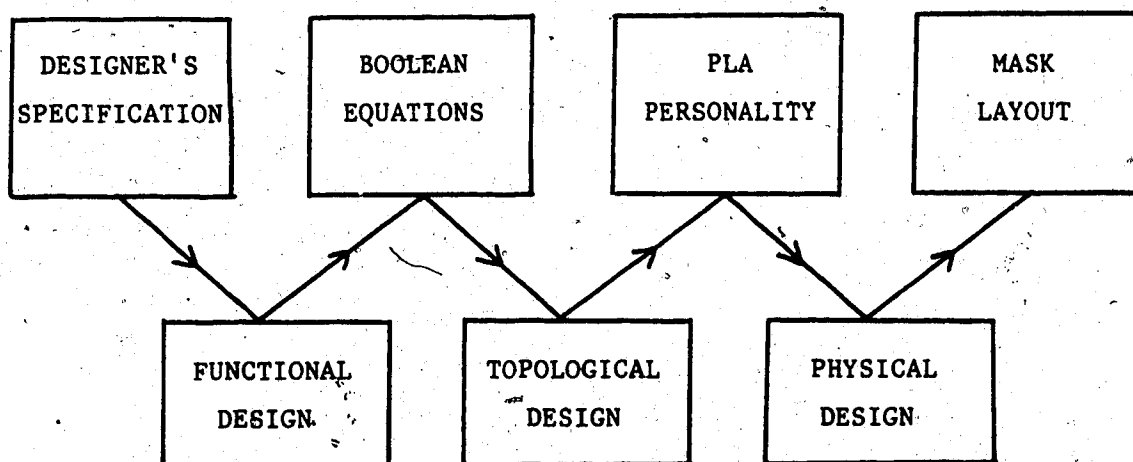 DESIGNER'S
SPECIFICATION
BOOLEAN
EQUATIONS
PLA
PERSONALITY
MASK
LAYOUT
FUNCTIONAL
DESIGN
TOPOLOGICAL
DESIGN
PHYSICAL
DESIGN